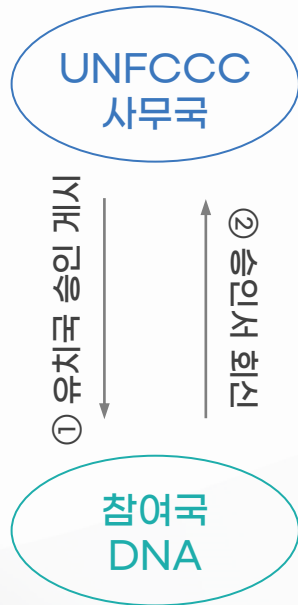 UNFCCC
사무국
① 유치국 승인 게시
② 승인서 회신
참여국
DNA